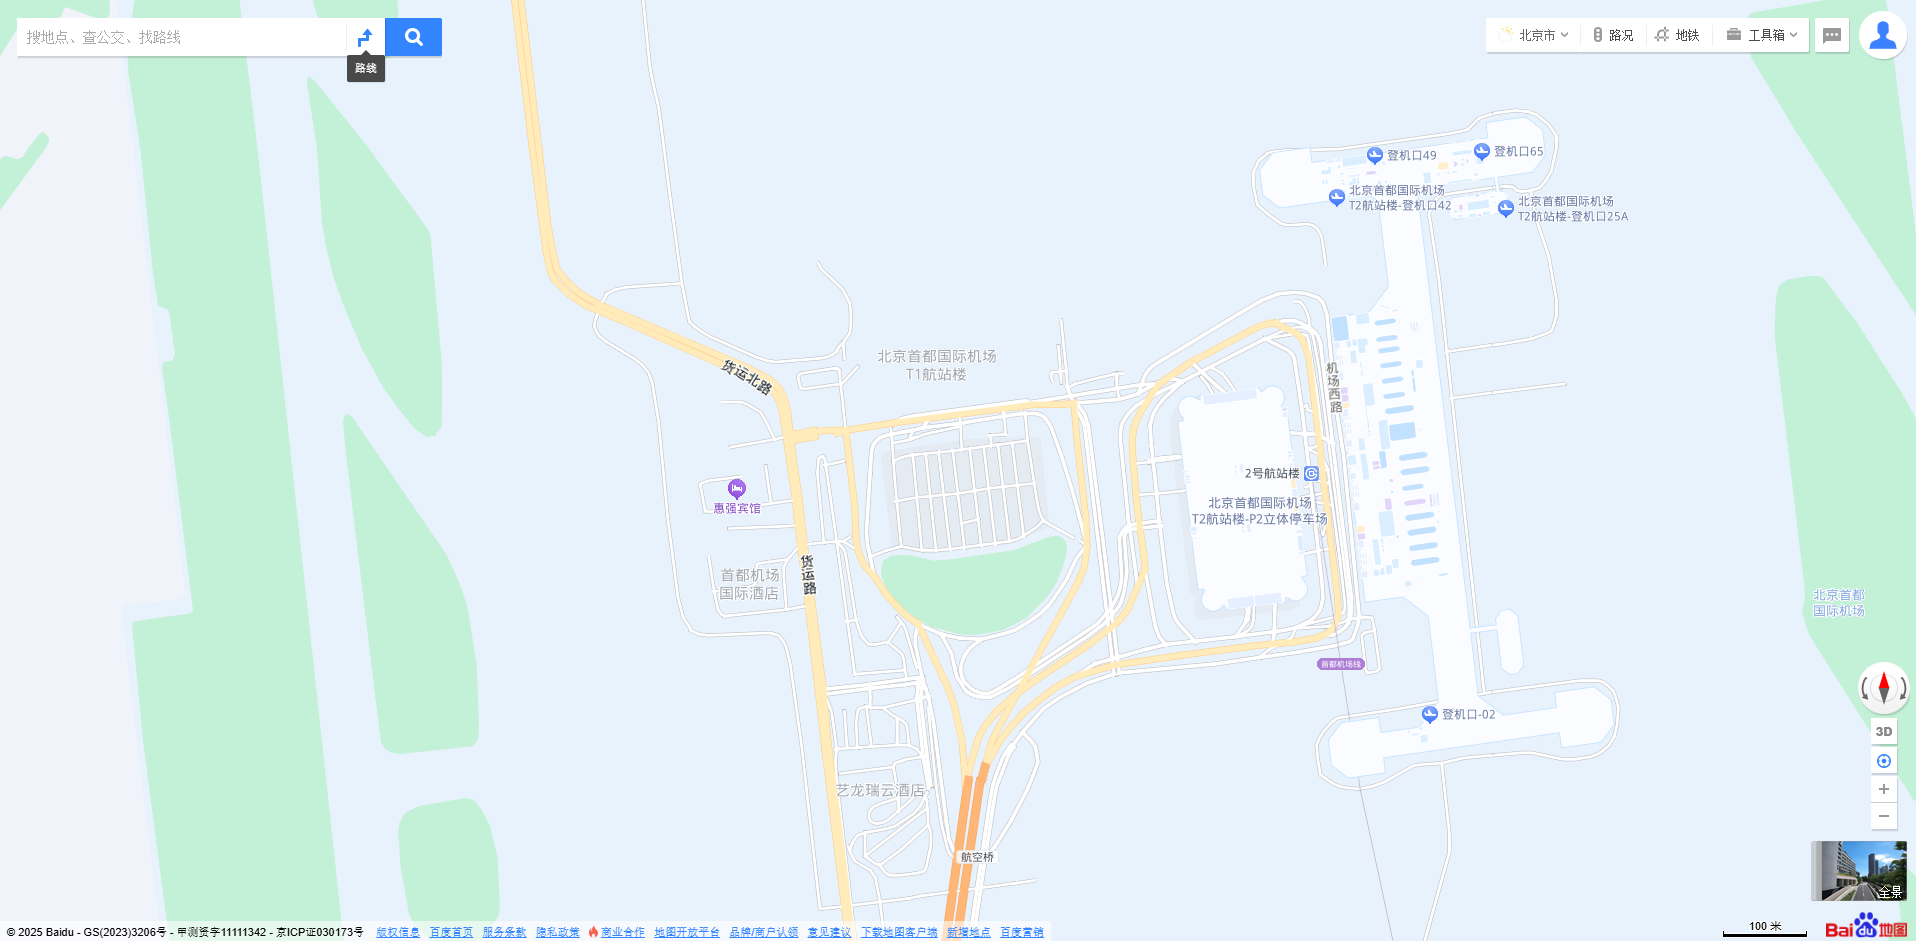 搜地点、查公交、找路线
路线
北京市
路况
地铁
工具箱
登机口49
登机口65
北京首都国际机场
T2航站楼-登机口42
北京首都国际机场
T2航站楼-登机口25A
货运北路
北京首都国际机场
T1航站楼
机场西路
2号航站楼
北京首都国际机场
T2航站楼-P2立体停车场
惠强宾馆
首都机场
国际酒店
货运路
北京首都
国际机场
首都机场线
登机口-02
艺龙瑞云酒店
航空桥
3D
全景
100 米
Bai du 地图
© 2025 Baidu - GS(2023)3206号 - 甲测资字11111342 - 京ICP证030173号 版权信息 百度首页 服务条款 隐私政策 商业合作 地图开放平台 品牌/商户认领 意见建议 下载地图客户端 新增地点 百度营销